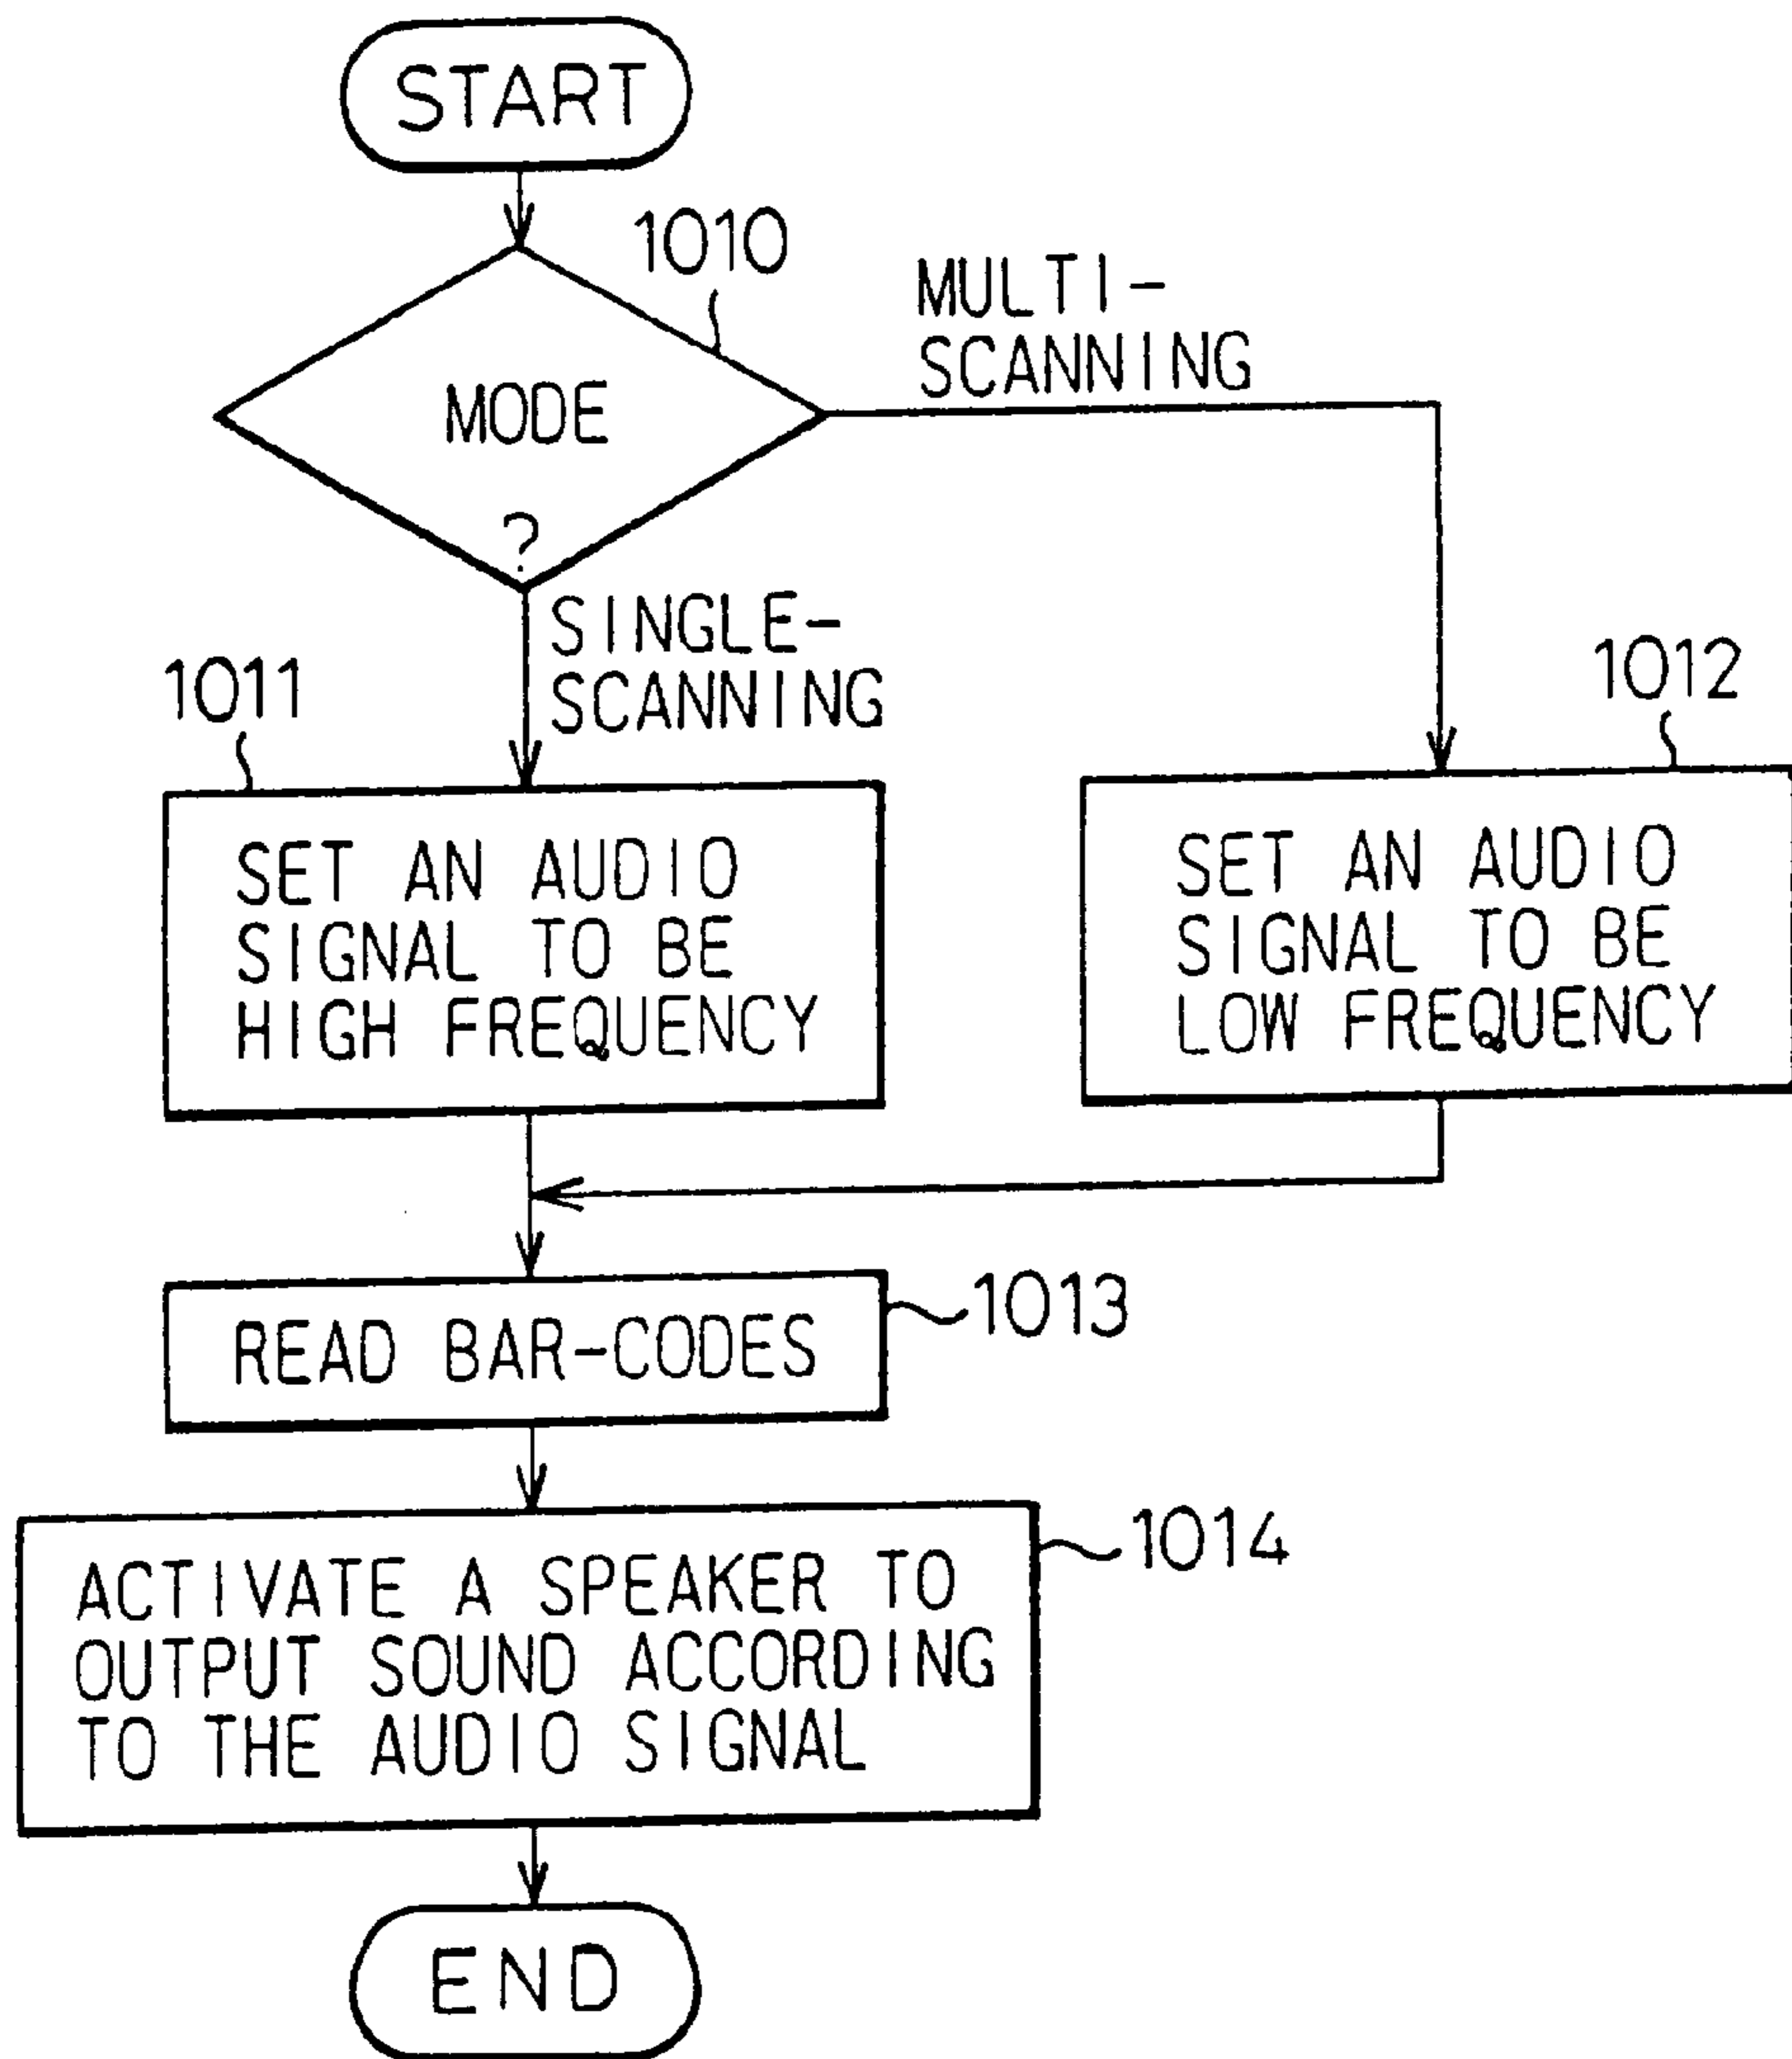 START
1010
MULTI-
SCANNING
MODE
?
SINGLE-
SCANNING
1011
1012
SET AN AUDIO
SIGNAL TO BE
HIGH FREQUENCY
SET AN AUDIO
SIGNAL TO BE
LOW FREQUENCY
READ BAR-CODES
1013
ACTIVATE A SPEAKER TO
OUTPUT SOUND ACCORDING
TO THE AUDIO SIGNAL
1014
END